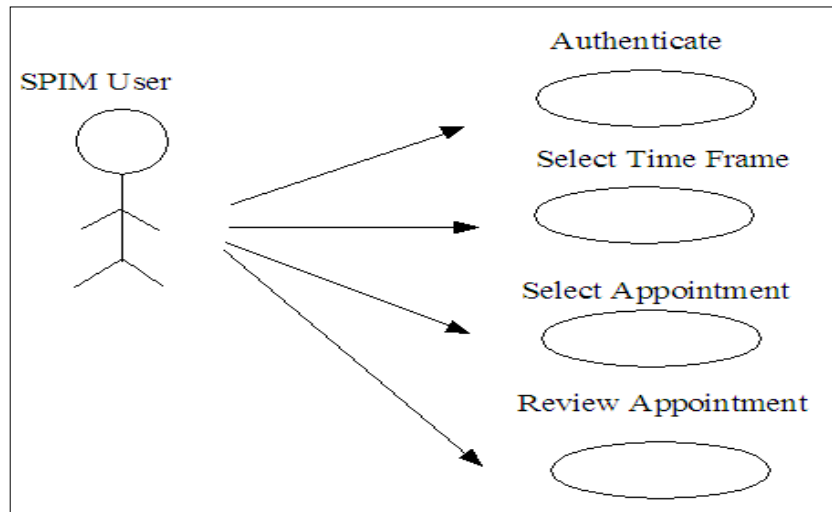 Authenticate
SPIM User
Select Time Frame
Select Appointment
Review Appointment